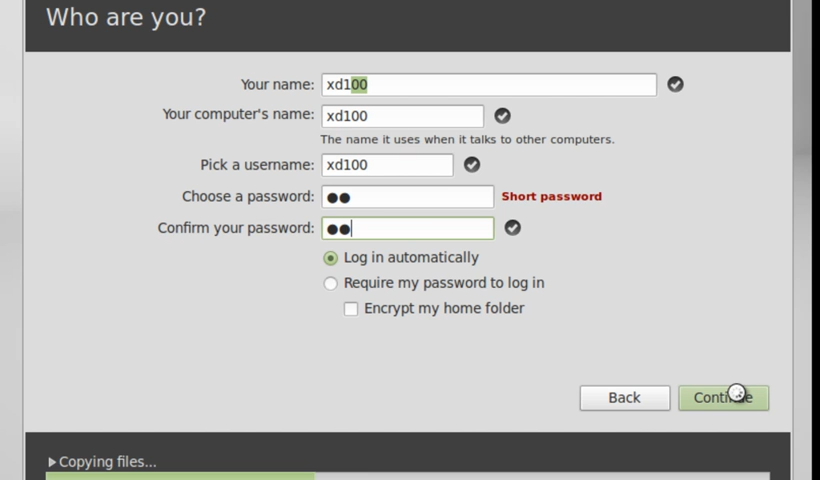 Who are you?
Your name: xd100
Your computer's name: xd100
The name it uses when it talks to other computers.
Pick a username: xd100
Choose a password: ●● Short password
Confirm your password: ●●
Log in automatically
Require my password to log in
Encrypt my home folder
Back Continue
Copying files...